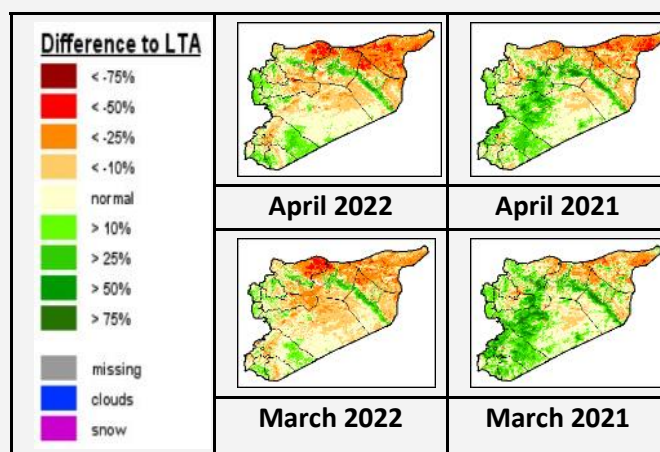 Difference to LTA
< -75%
< -50%
< -25%
< -10%
normal
> 10%
> 25%
> 50%
> 75%
missing
clouds
snow
April 2022
April 2021
March 2022
March 2021